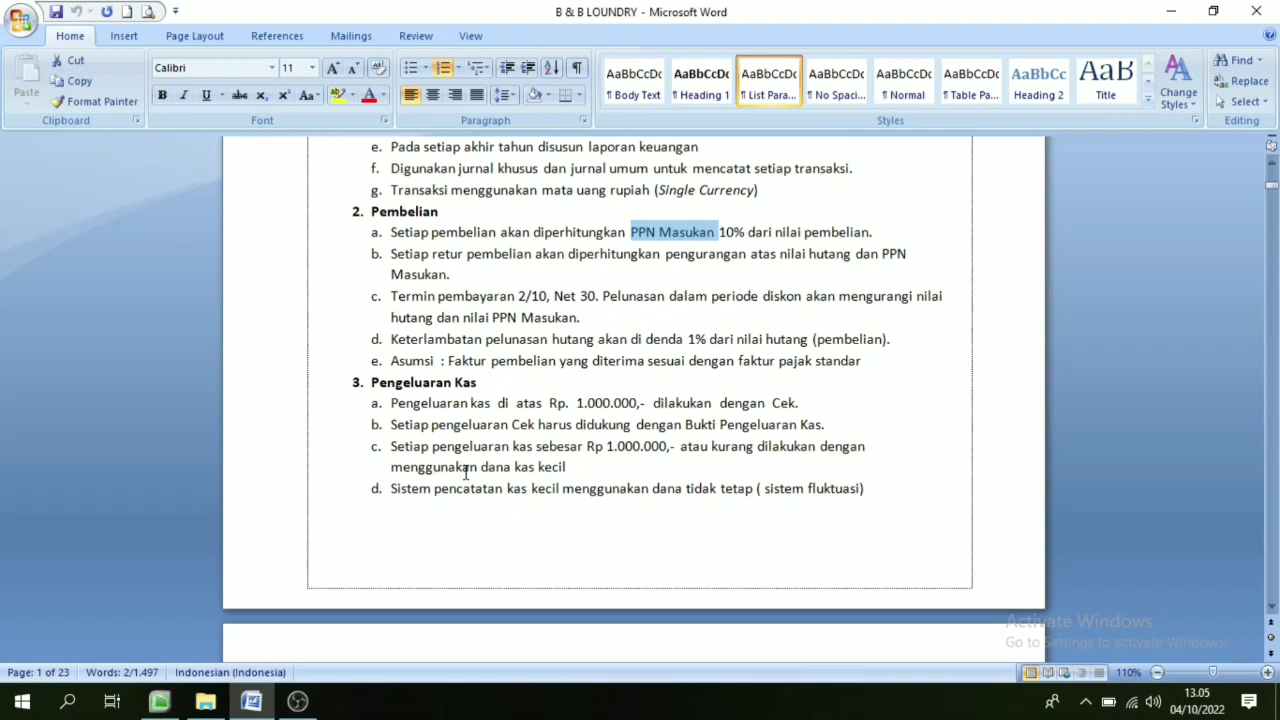 B & B LOUNDRY - Microsoft Word
Home Insert Page Layout References Mailings Review View
Paste
Cut
Copy
Format Painter
Clipboard
Calibri 11
Font
Paragraph
AaBbCcDc AaBbCcDc AaBbCcDc AaBbCcDc AaBbCcDc AaBbCcDc AaBbCc AaB
¶ Body Text ¶ Heading 1 ¶ List Para... ¶ No Spaci... ¶ Normal ¶ Table Pa... Heading 2 Title
Change Styles
Styles
Find
Replace
Select
Editing
e. Pada setiap akhir tahun disusun laporan keuangan
f. Digunakan jurnal khusus dan jurnal umum untuk mencatat setiap transaksi.
g. Transaksi menggunakan mata uang rupiah (Single Currency)
2. Pembelian
a. Setiap pembelian akan diperhitungkan PPN Masukan 10% dari nilai pembelian.
b. Setiap retur pembelian akan diperhitungkan pengurangan atas nilai hutang dan PPN
Masukan.
c. Termin pembayaran 2/10, Net 30. Pelunasan dalam periode diskon akan mengurangi nilai
hutang dan nilai PPN Masukan.
d. Keterlambatan pelunasan hutang akan di denda 1% dari nilai hutang (pembelian).
e. Asumsi : Faktur pembelian yang diterima sesuai dengan faktur pajak standar
3. Pengeluaran Kas
a. Pengeluaran kas di atas Rp. 1.000.000,- dilakukan dengan Cek.
b. Setiap pengeluaran Cek harus didukung dengan Bukti Pengeluaran Kas.
c. Setiap pengeluaran kas sebesar Rp 1.000.000,- atau kurang dilakukan dengan
menggunakan dana kas kecil
d. Sistem pencatatan kas kecil menggunakan dana tidak tetap ( sistem fluktuasi)
Activate Windows
Go to Settings to activate Windows.
Page: 1 of 23 Words: 2/1.497 Indonesian (Indonesia) 110%
13.05
04/10/2022